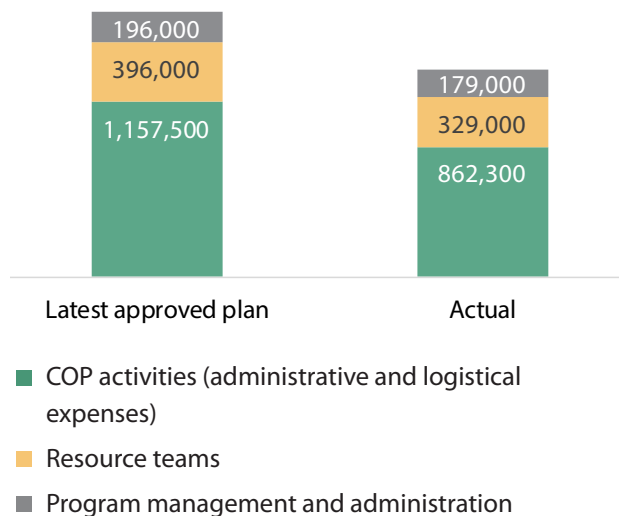 196,000
396,000
1,157,500
179,000
329,000
862,300
Latest approved plan
Actual
COP activities (administrative and logistical
expenses)
Resource teams
Program management and administration